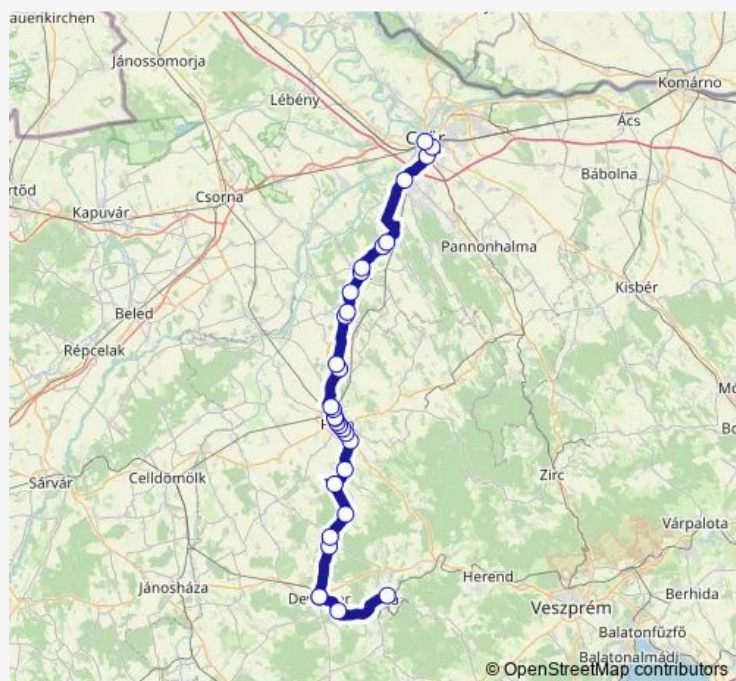 auenkirchen
Jánossomorja
Komárno
Lébény
Ács
Bábolna
Csorna
Kapuvár
Pannonhalma
Kisbér
Beled
Répcelak
Celldömölk
Zirc
Sárvár
Várpalota
Jánosháza
Herend
Berhida
Veszprém
Balatonfűzfő
Balatonalmádi
© OpenStreetMap contributors